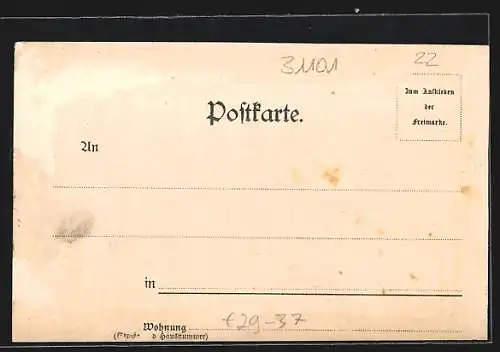 31101
22
Zum Aufkleben
der
Freimarke.
Postkarte.
An
in
Wohnung
€29-37
(Straße u. Hausnummer)